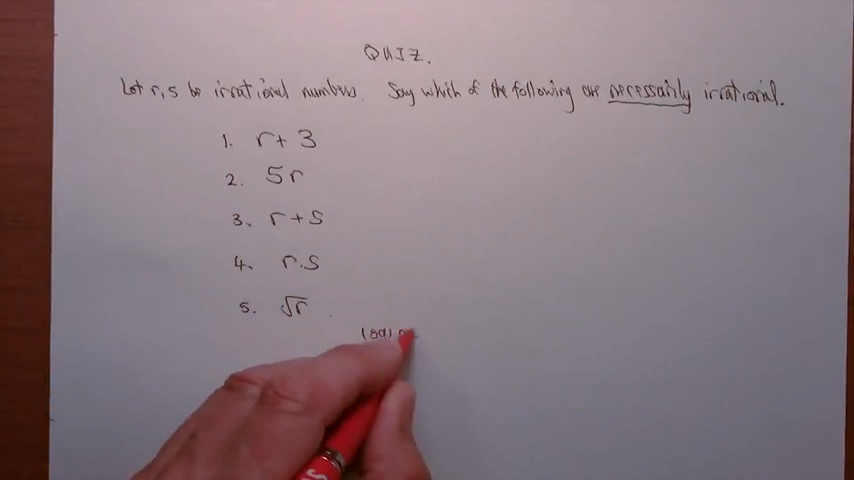 QUIZ.
Let r, s be irrational numbers. Say which of the following are necessarily irrational.
1. r + 3
2. 5r
3. r + s
4. r.s
5. √r .